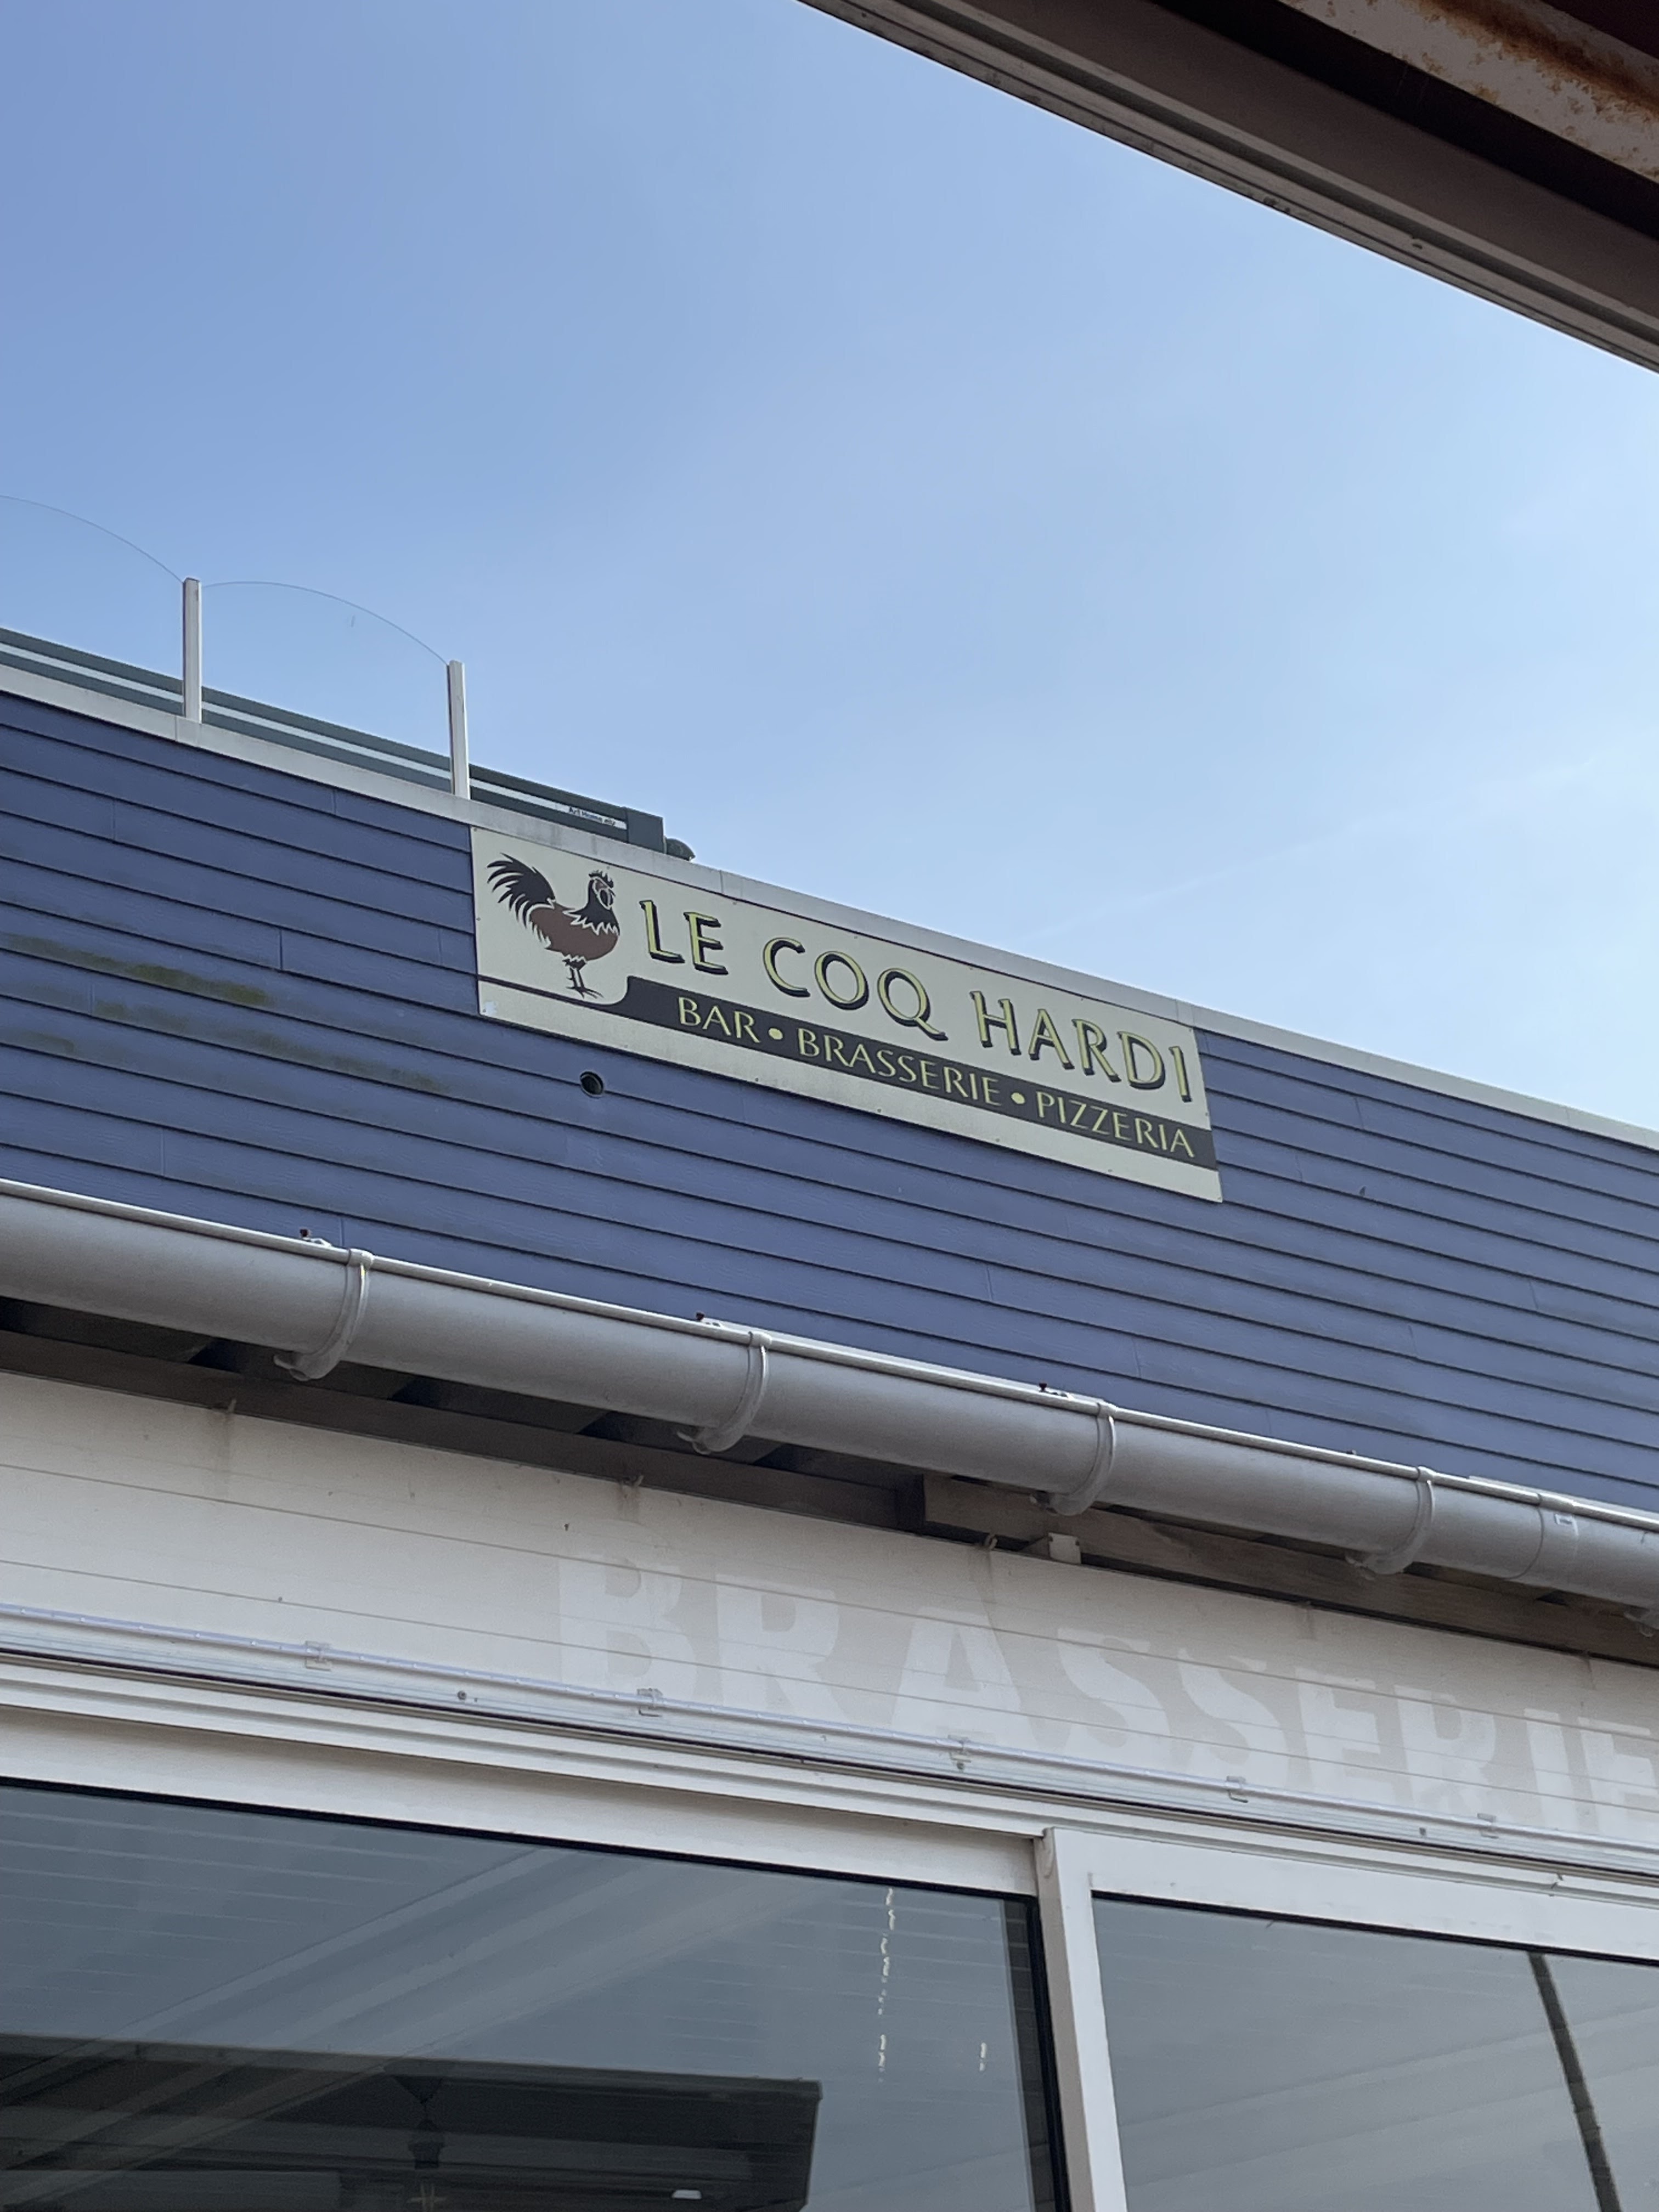 LE COQ HARDI
BAR • BRASSERIE • PIZZERIA
BRASSERIE